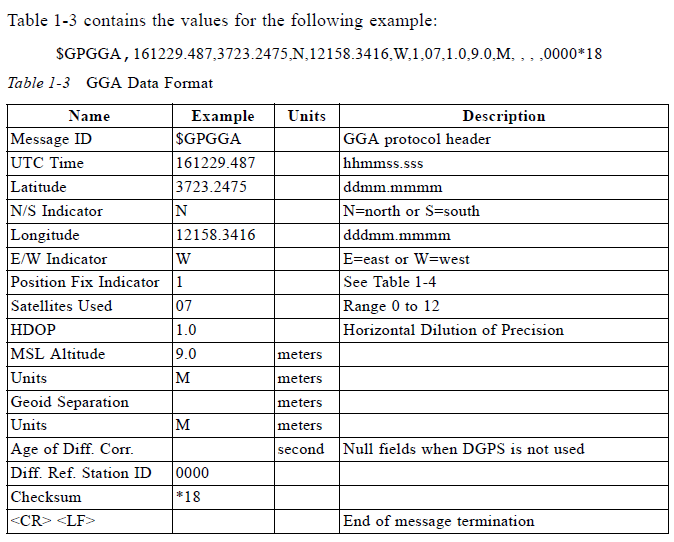 Table 1-3 contains the values for the following example:
$GPGGA, 161229.487,3723.2475,N,12158.3416,W,1,07,1.0,9.0,M, , , ,0000*18
Table 1-3 GGA Data Format
Name Example Units Description
Message ID $GPGGA GGA protocol header
UTC Time 161229.487 hhmmss.sss
Latitude 3723.2475 ddmm.mmmm
N/S Indicator N N=north or S=south
Longitude 12158.3416 dddmm.mmmm
E/W Indicator W E=east or W=west
Position Fix Indicator 1 See Table 1-4
Satellites Used 07 Range 0 to 12
HDOP 1.0 Horizontal Dilution of Precision
MSL Altitude 9.0 meters
Units M meters
Geoid Separation meters
Units M meters
Age of Diff. Corr. second Null fields when DGPS is not used
Diff. Ref. Station ID 0000
Checksum *18
<CR> <LF> End of message termination